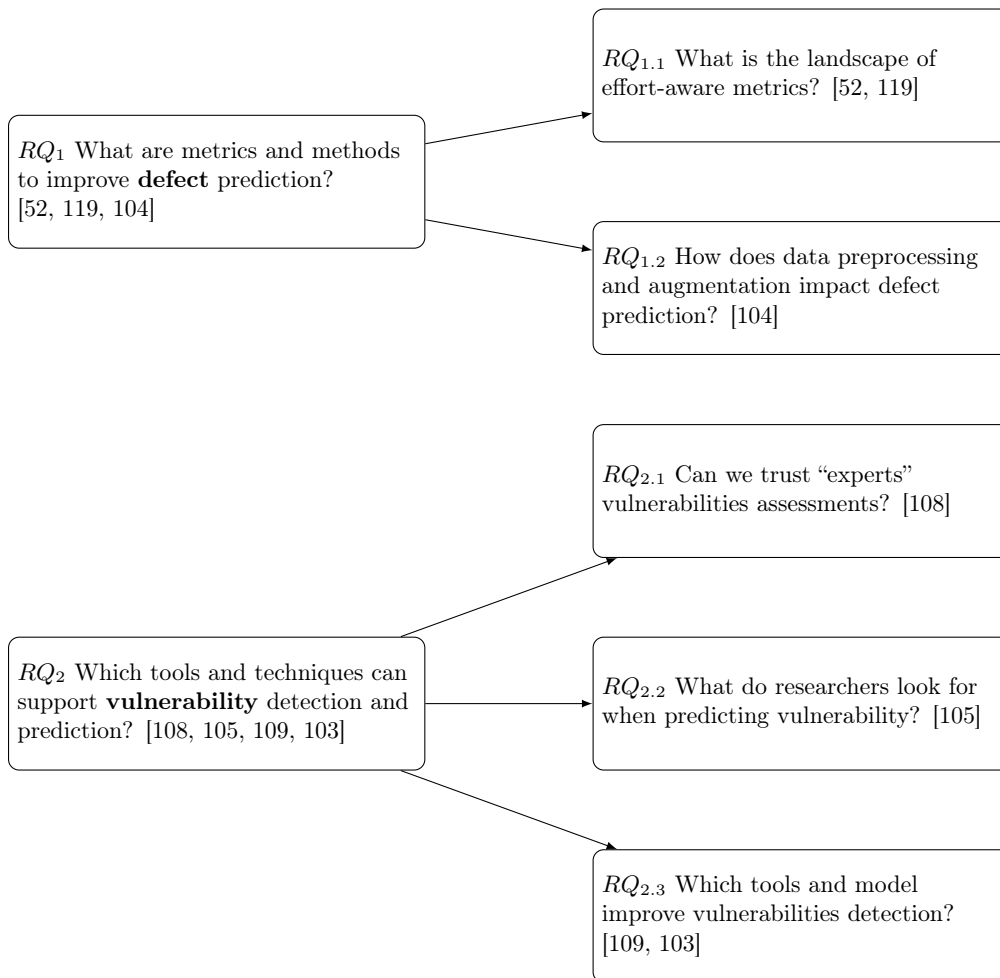 RQ1.1 What is the landscape of
effort-aware metrics? [52, 119]
RQ1 What are metrics and methods
to improve defect prediction?
[52, 119, 104]
RQ1.2 How does data preprocessing
and augmentation impact defect
prediction? [104]
RQ2.1 Can we trust “experts”
vulnerabilities assessments? [108]
RQ2 Which tools and techniques can
support vulnerability detection and
prediction? [108, 105, 109, 103]
RQ2.2 What do researchers look for
when predicting vulnerability? [105]
RQ2.3 Which tools and model
improve vulnerabilities detection?
[109, 103]